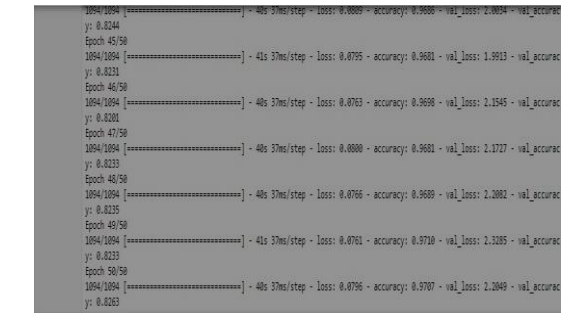 1094/1094 [==============================] - 40s 37ms/step - loss: 0.0809 - accuracy: 0.9686 - val_loss: 2.0034 - val_accurac
y: 0.8244
Epoch 45/50
1094/1094 [==============================] - 41s 37ms/step - loss: 0.0795 - accuracy: 0.9681 - val_loss: 1.9913 - val_accurac
y: 0.8231
Epoch 46/50
1094/1094 [==============================] - 40s 37ms/step - loss: 0.0763 - accuracy: 0.9698 - val_loss: 2.1545 - val_accurac
y: 0.8201
Epoch 47/50
1094/1094 [==============================] - 40s 37ms/step - loss: 0.0800 - accuracy: 0.9681 - val_loss: 2.1727 - val_accurac
y: 0.8233
Epoch 48/50
1094/1094 [==============================] - 40s 37ms/step - loss: 0.0766 - accuracy: 0.9689 - val_loss: 2.2082 - val_accurac
y: 0.8235
Epoch 49/50
1094/1094 [==============================] - 41s 37ms/step - loss: 0.0761 - accuracy: 0.9710 - val_loss: 2.3285 - val_accurac
y: 0.8233
Epoch 50/50
1094/1094 [==============================] - 40s 37ms/step - loss: 0.0796 - accuracy: 0.9707 - val_loss: 2.2049 - val_accurac
y: 0.8263